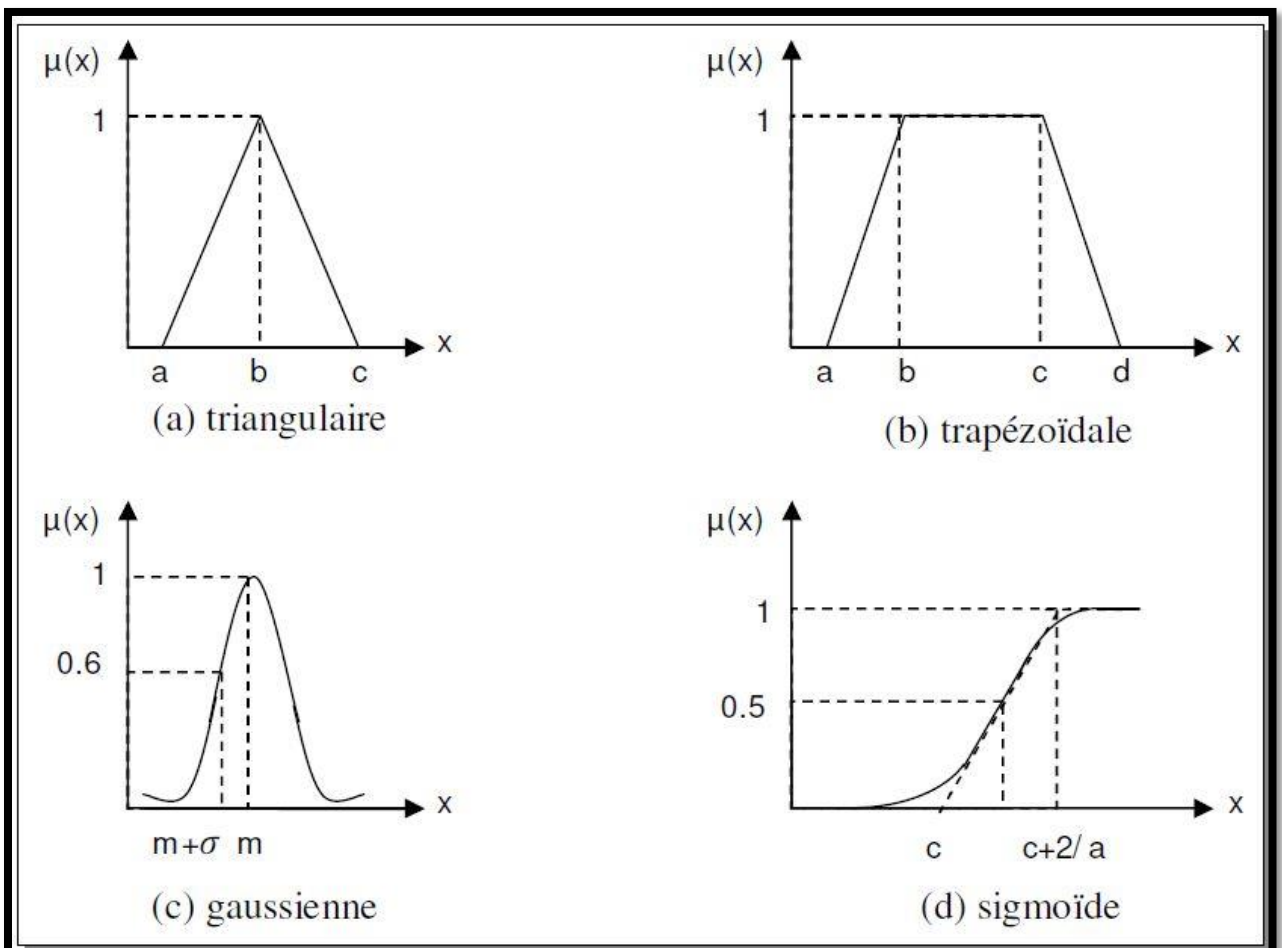 μ(x)
1
a b c
x
(a) triangulaire
μ(x)
1
a b c d
x
(b) trapézoïdale
μ(x)
1
0.6
x
m+σ m
(c) gaussienne
μ(x)
1
0.5
x
c c+2/ a
(d) sigmoïde